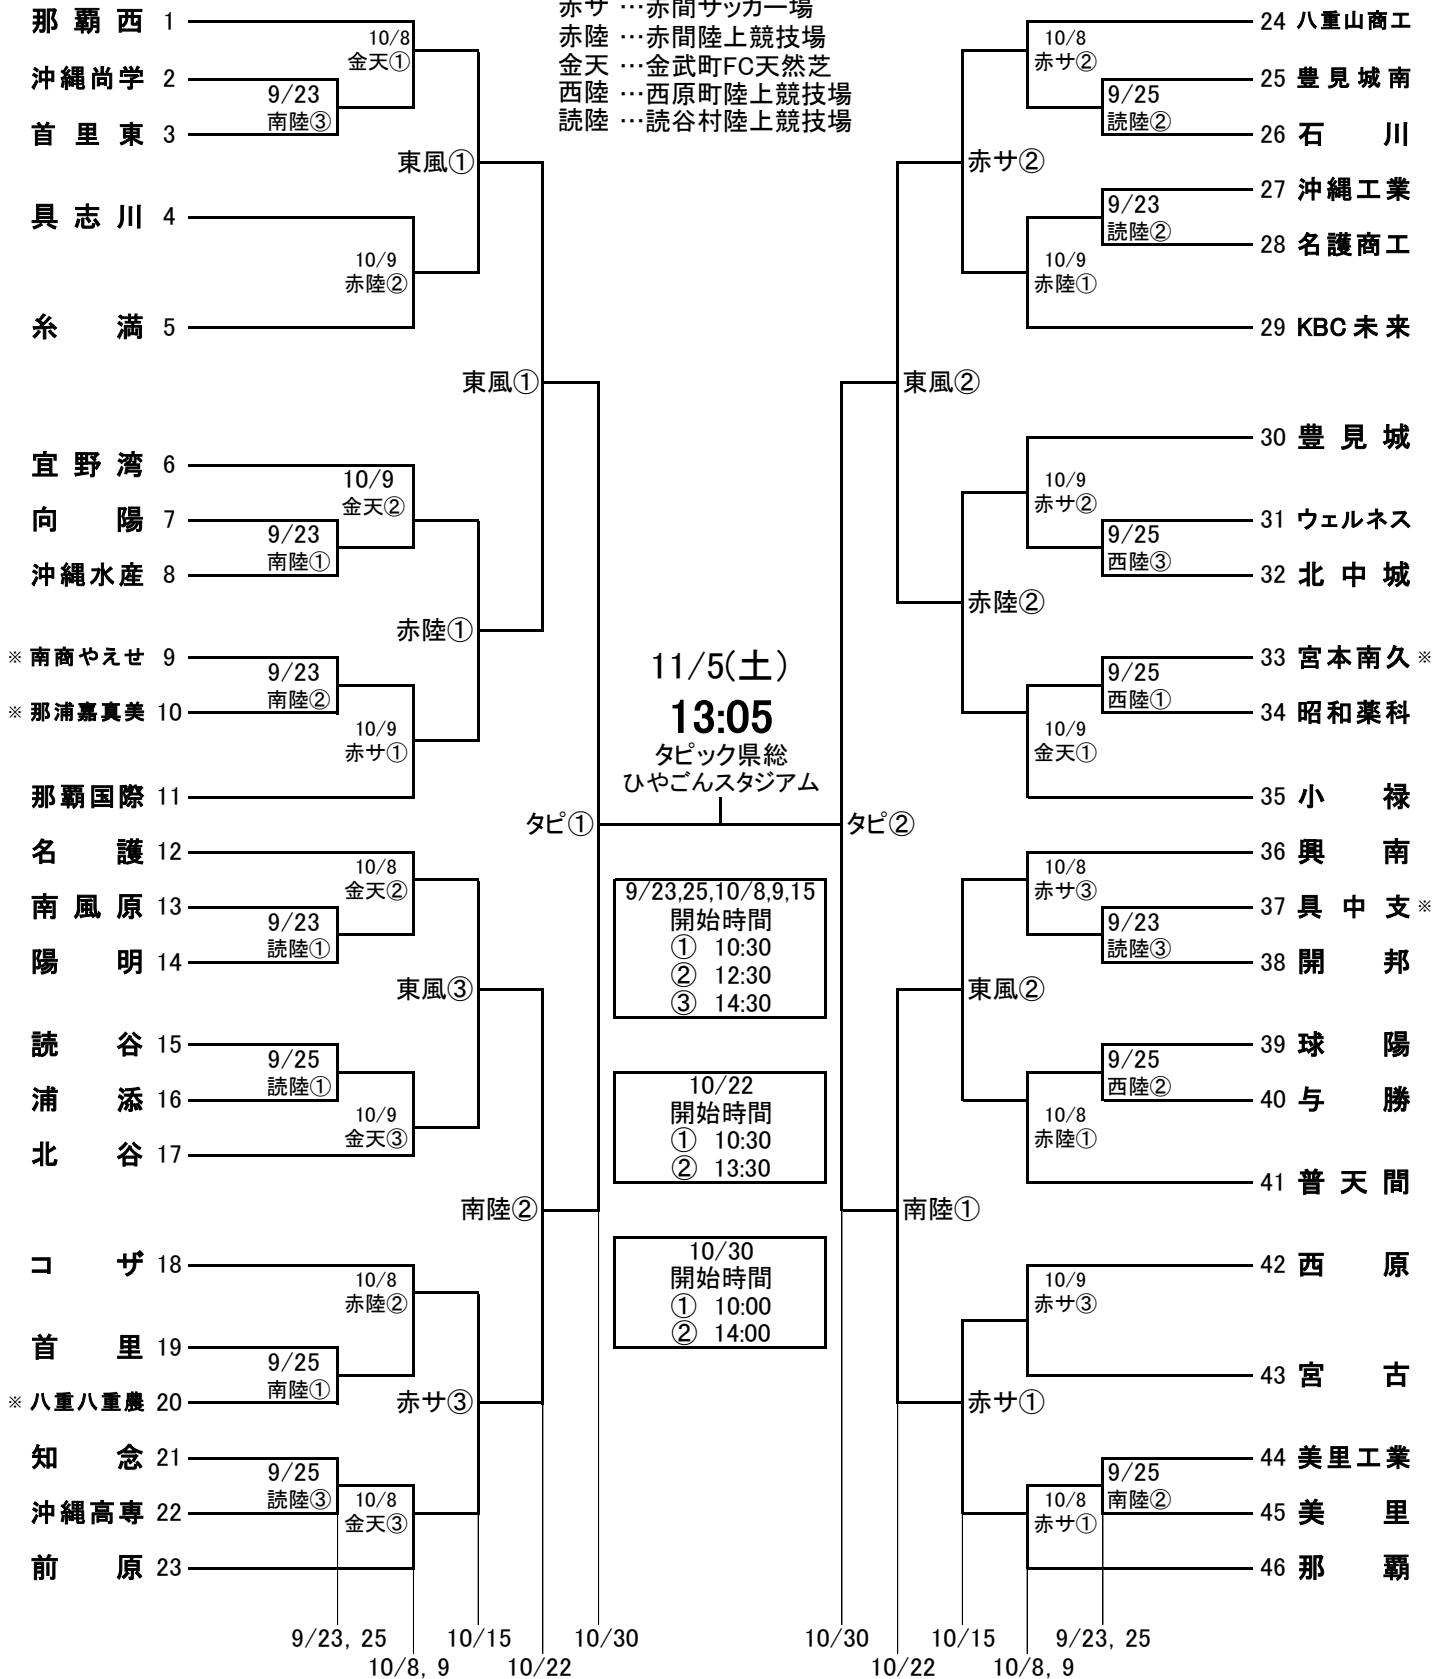 赤サ …赤間サッカー場
赤陸 …赤間陸上競技場
金天 …金武町FC天然芝
西陸 …西原町陸上競技場
読陸 …読谷村陸上競技場
那覇西 1
10/8
金天①
沖縄尚学 2
9/23
南陸③
首里東 3
東風①
具志川 4
10/9
赤陸②
糸満 5
東風①
宜野湾 6
10/9
金天②
向陽 7
9/23
南陸①
沖縄水産 8
赤陸①
※ 南商やえせ 9
9/23
南陸②
※ 那浦嘉真美 10
10/9
赤サ①
那覇国際 11
タピ①
名護 12
10/8
金天②
南風原 13
9/23
読陸①
陽明 14
東風③
読谷 15
9/25
読陸①
浦添 16
10/9
金天③
北谷 17
南陸②
コザ 18
10/8
赤陸②
首里 19
9/25
南陸①
※ 八重八重農 20
赤サ③
知念 21
9/25
読陸③
沖縄高専 22
10/8
金天③
前原 23
9/23, 25
10/8, 9
10/15
10/22
10/30
11/5(土)
13:05
タピック県総
ひやごんスタジアム
9/23,25,10/8,9,15
開始時間
① 10:30
② 12:30
③ 14:30
10/22
開始時間
① 10:30
② 13:30
10/30
開始時間
① 10:00
② 14:00
24 八重山商工
10/8
赤サ②
25 豊見城南
9/25
読陸②
26 石川
赤サ②
27 沖縄工業
9/23
読陸②
28 名護商工
10/9
赤陸①
29 KBC未来
東風②
30 豊見城
10/9
赤サ②
31 ウェルネス
9/25
西陸③
32 北中城
赤陸②
33 宮本南久 ※
9/25
西陸①
34 昭和薬科
10/9
金天①
35 小禄
タピ②
36 興南
10/8
赤サ③
37 具中支 ※
9/23
読陸③
38 開邦
東風②
39 球陽
9/25
西陸②
40 与勝
10/8
赤陸①
41 普天間
南陸①
42 西原
10/9
赤サ③
43 宮古
赤サ①
44 美里工業
9/25
南陸②
45 美里
10/8
赤サ①
46 那覇
10/30
10/22
10/15
10/8, 9
9/23, 25